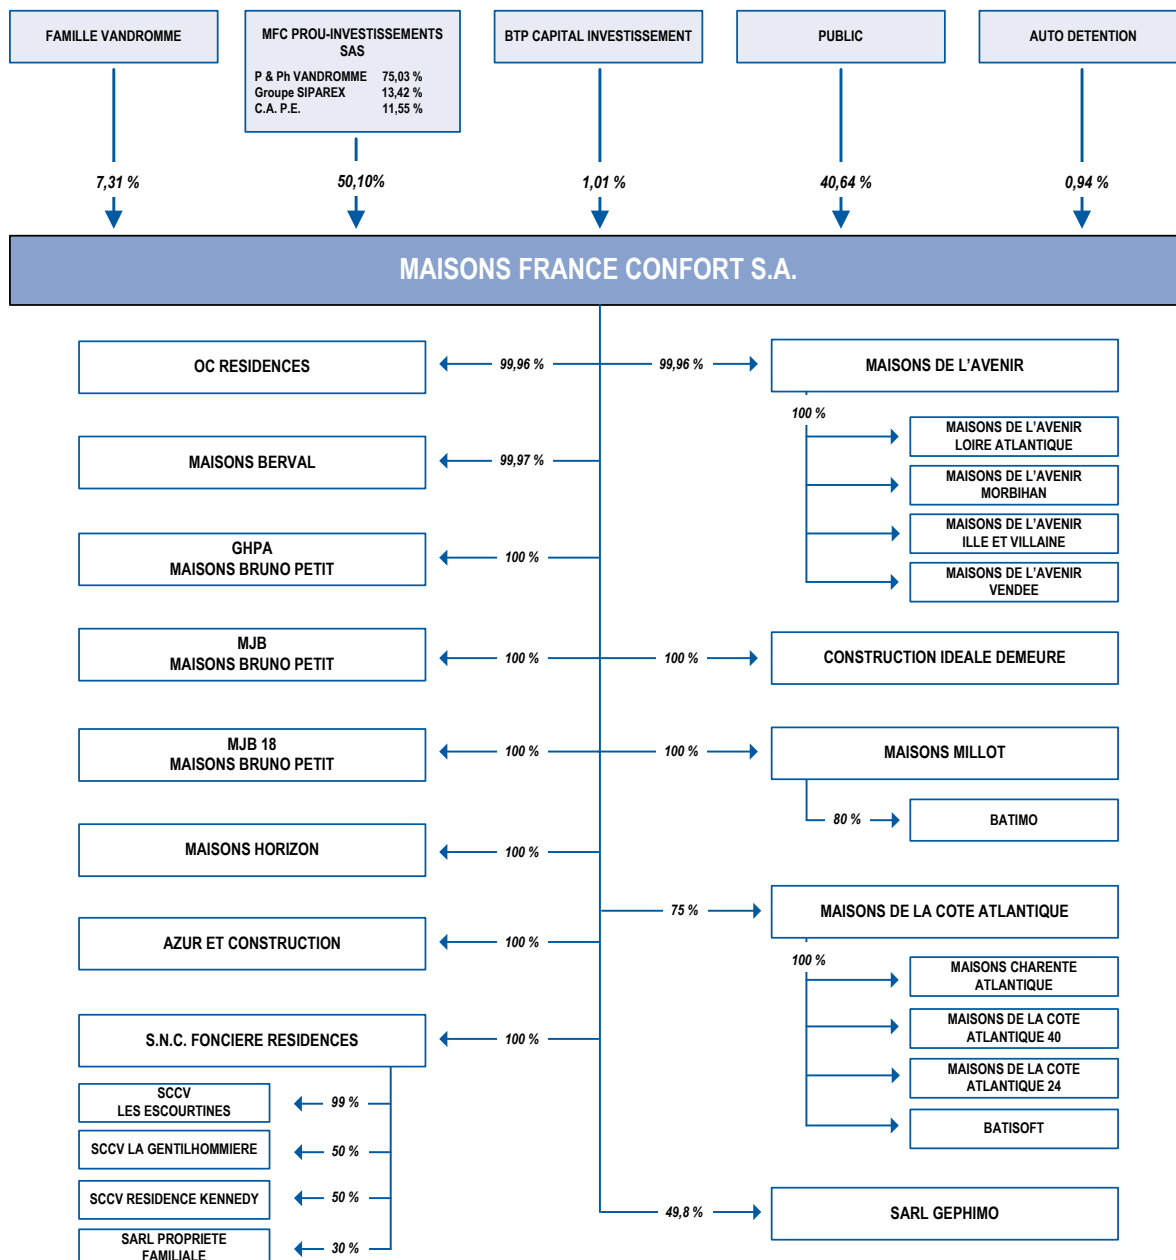 FAMILLE VANDROMME
MFC PROU-INVESTISSEMENTS
SAS
P & Ph VANDROMME 75,03 %
Groupe SIPAREX 13,42 %
C.A. P.E. 11,55 %
BTP CAPITAL INVESTISSEMENT
PUBLIC
AUTO DETENTION
7,31 %
50,10%
1,01 %
40,64 %
0,94 %
MAISONS FRANCE CONFORT S.A.
OC RESIDENCES
99,96 %
99,96 %
MAISONS DE L'AVENIR
100 %
MAISONS DE L'AVENIR
LOIRE ATLANTIQUE
MAISONS DE L'AVENIR
MORBIHAN
MAISONS DE L'AVENIR
ILLE ET VILLAINE
MAISONS DE L'AVENIR
VENDEE
MAISONS BERVAL
99,97 %
GHPA
MAISONS BRUNO PETIT
100 %
MJB
MAISONS BRUNO PETIT
100 %
100 %
CONSTRUCTION IDEALE DEMEURE
MJB 18
MAISONS BRUNO PETIT
100 %
100 %
MAISONS MILLOT
80 %
BATIMO
MAISONS HORIZON
100 %
75 %
MAISONS DE LA COTE ATLANTIQUE
100 %
MAISONS CHARENTE
ATLANTIQUE
MAISONS DE LA COTE
ATLANTIQUE 40
MAISONS DE LA COTE
ATLANTIQUE 24
BATISOFT
AZUR ET CONSTRUCTION
100 %
S.N.C. FONCIERE RESIDENCES
100 %
SCCV
LES ESCOURTINES
99 %
SCCV LA GENTILHOMMIERE
50 %
SCCV RESIDENCE KENNEDY
50 %
SARL PROPRIETE
FAMILIALE
30 %
49,8 %
SARL GEPHIMO